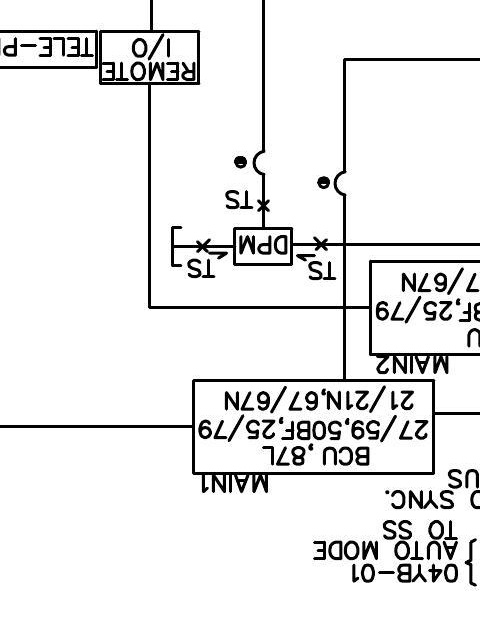 04YB-01
AUTO MODE
TO SS
SYNC.
US
MAIN1
BCU,87L
27/59,50BF,25/79
21/21N,67/67N
MAIN2
U
BF,25/79
7/67N
TS
TS
DPM
TS
REMOTE
I/O
TELE-P